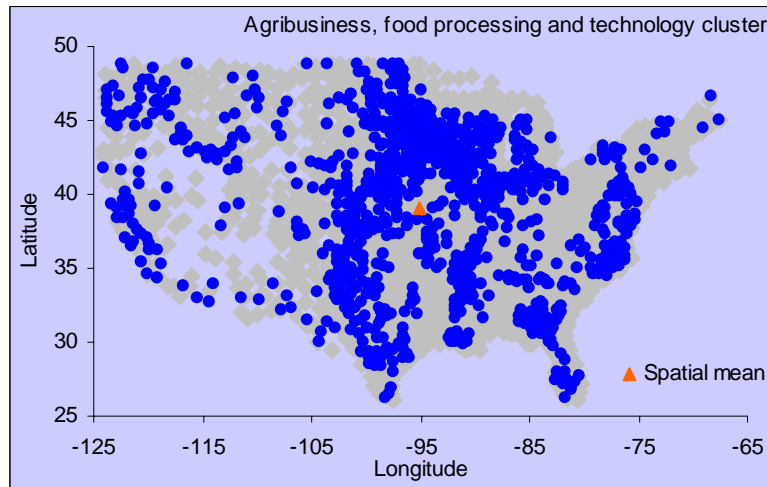 Agribusiness, food processing and technology cluster
50
45
40
35
30
25
Latitude
Spatial mean
-125 -115 -105 -95 -85 -75 -65
Longitude